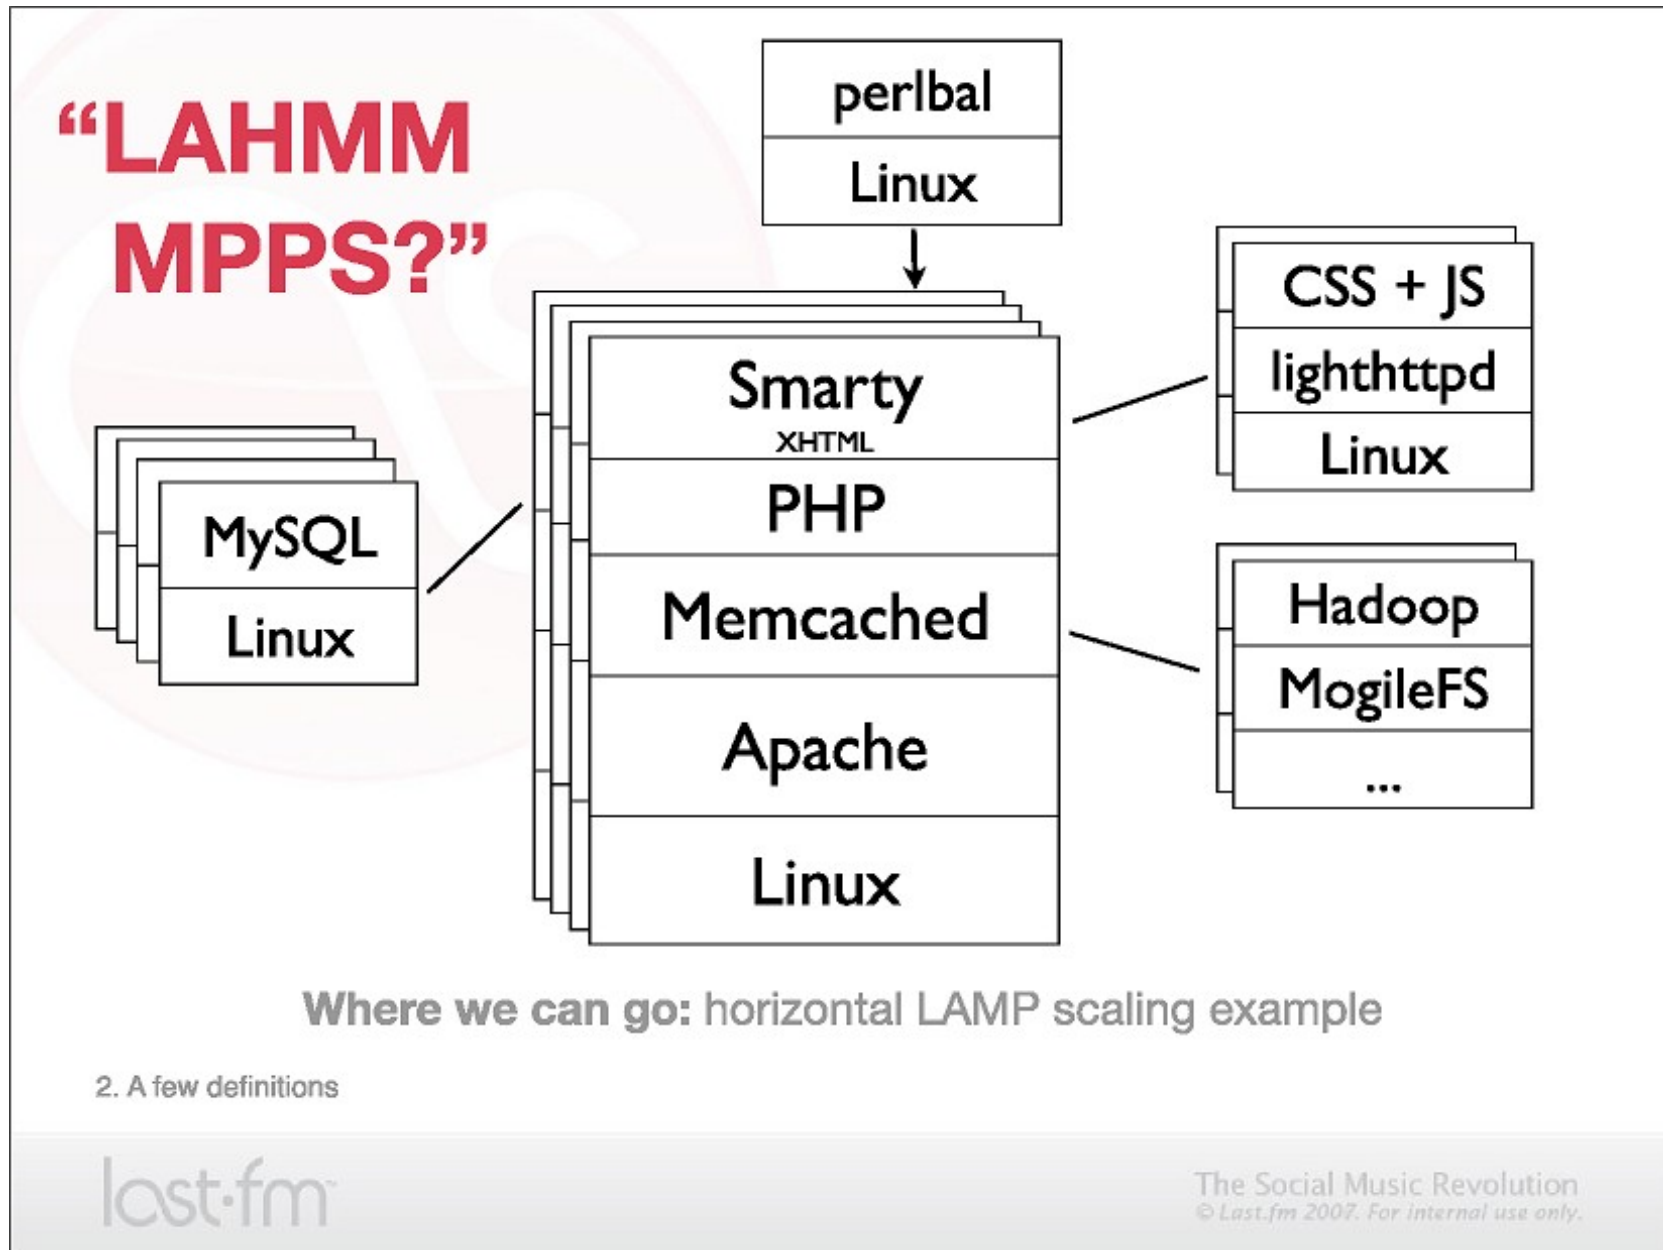 “LAHMM
MPPS?”
perlbal
Linux
CSS + JS
lighthttpd
Linux
Smarty
XHTML
PHP
Memcached
Apache
Linux
MySQL
Linux
Hadoop
MogileFS
...
Where we can go: horizontal LAMP scaling example
2. A few definitions
last.fm
The Social Music Revolution
© Last.fm 2007. For internal use only.